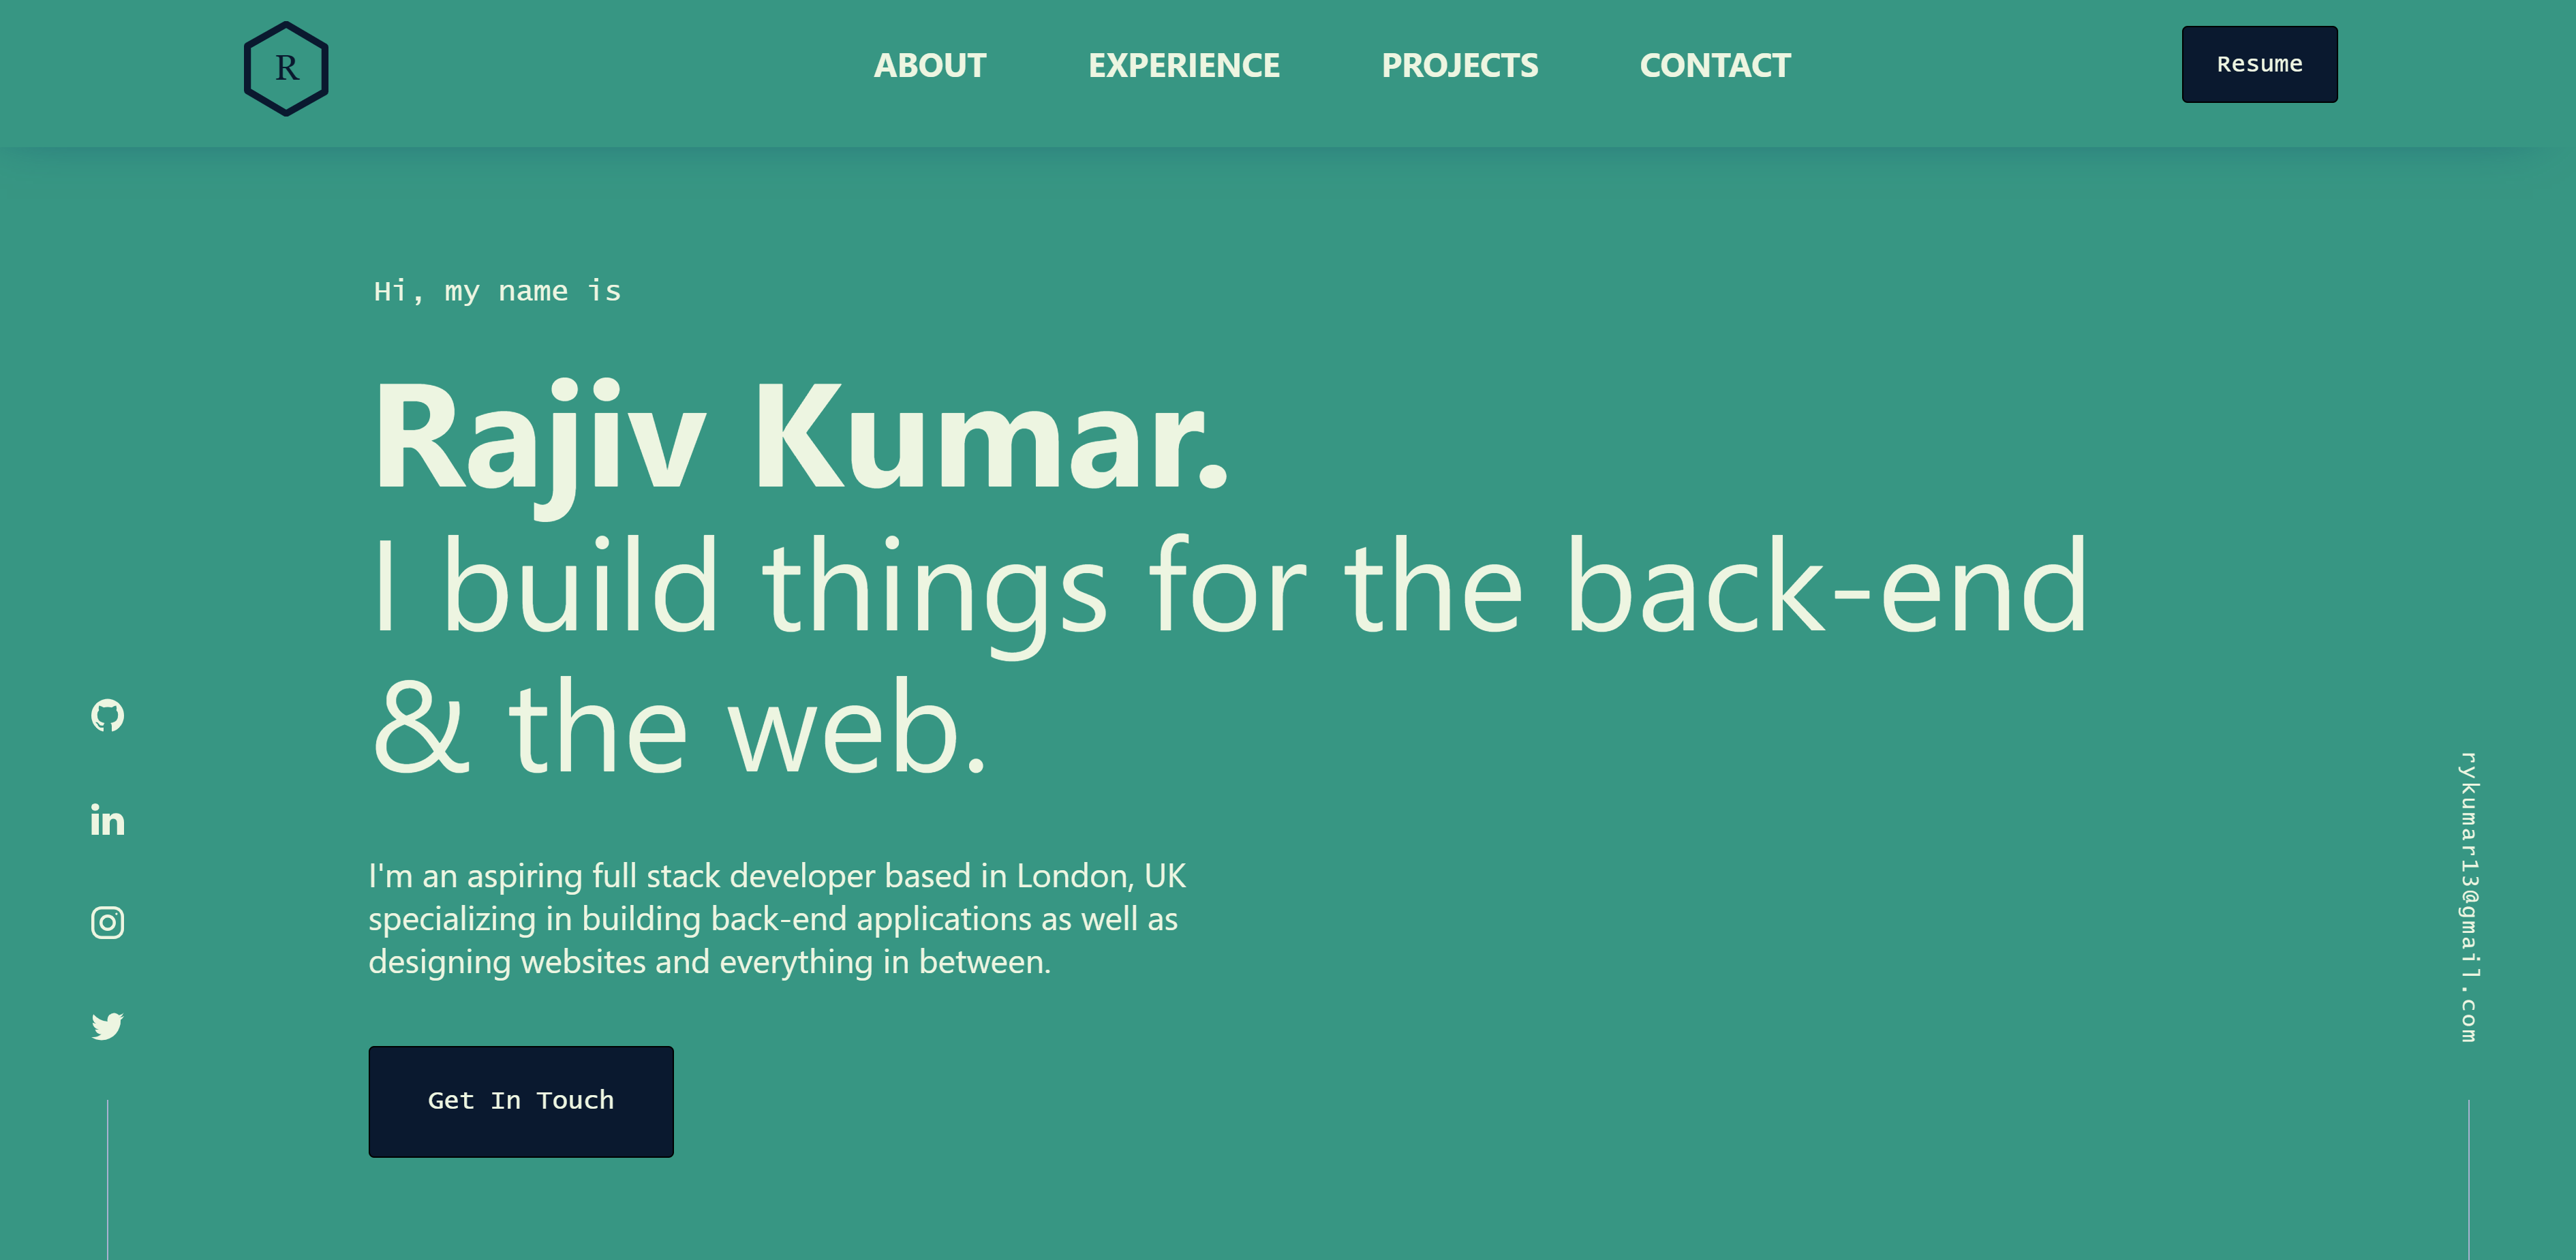 R
ABOUT
EXPERIENCE
PROJECTS
CONTACT
Resume
Hi, my name is
Rajiv Kumar.
I build things for the back-end
& the web.
in
I'm an aspiring full stack developer based in London, UK
specializing in building back-end applications as well as
designing websites and everything in between.
Get In Touch
rykumar13@gmail.com